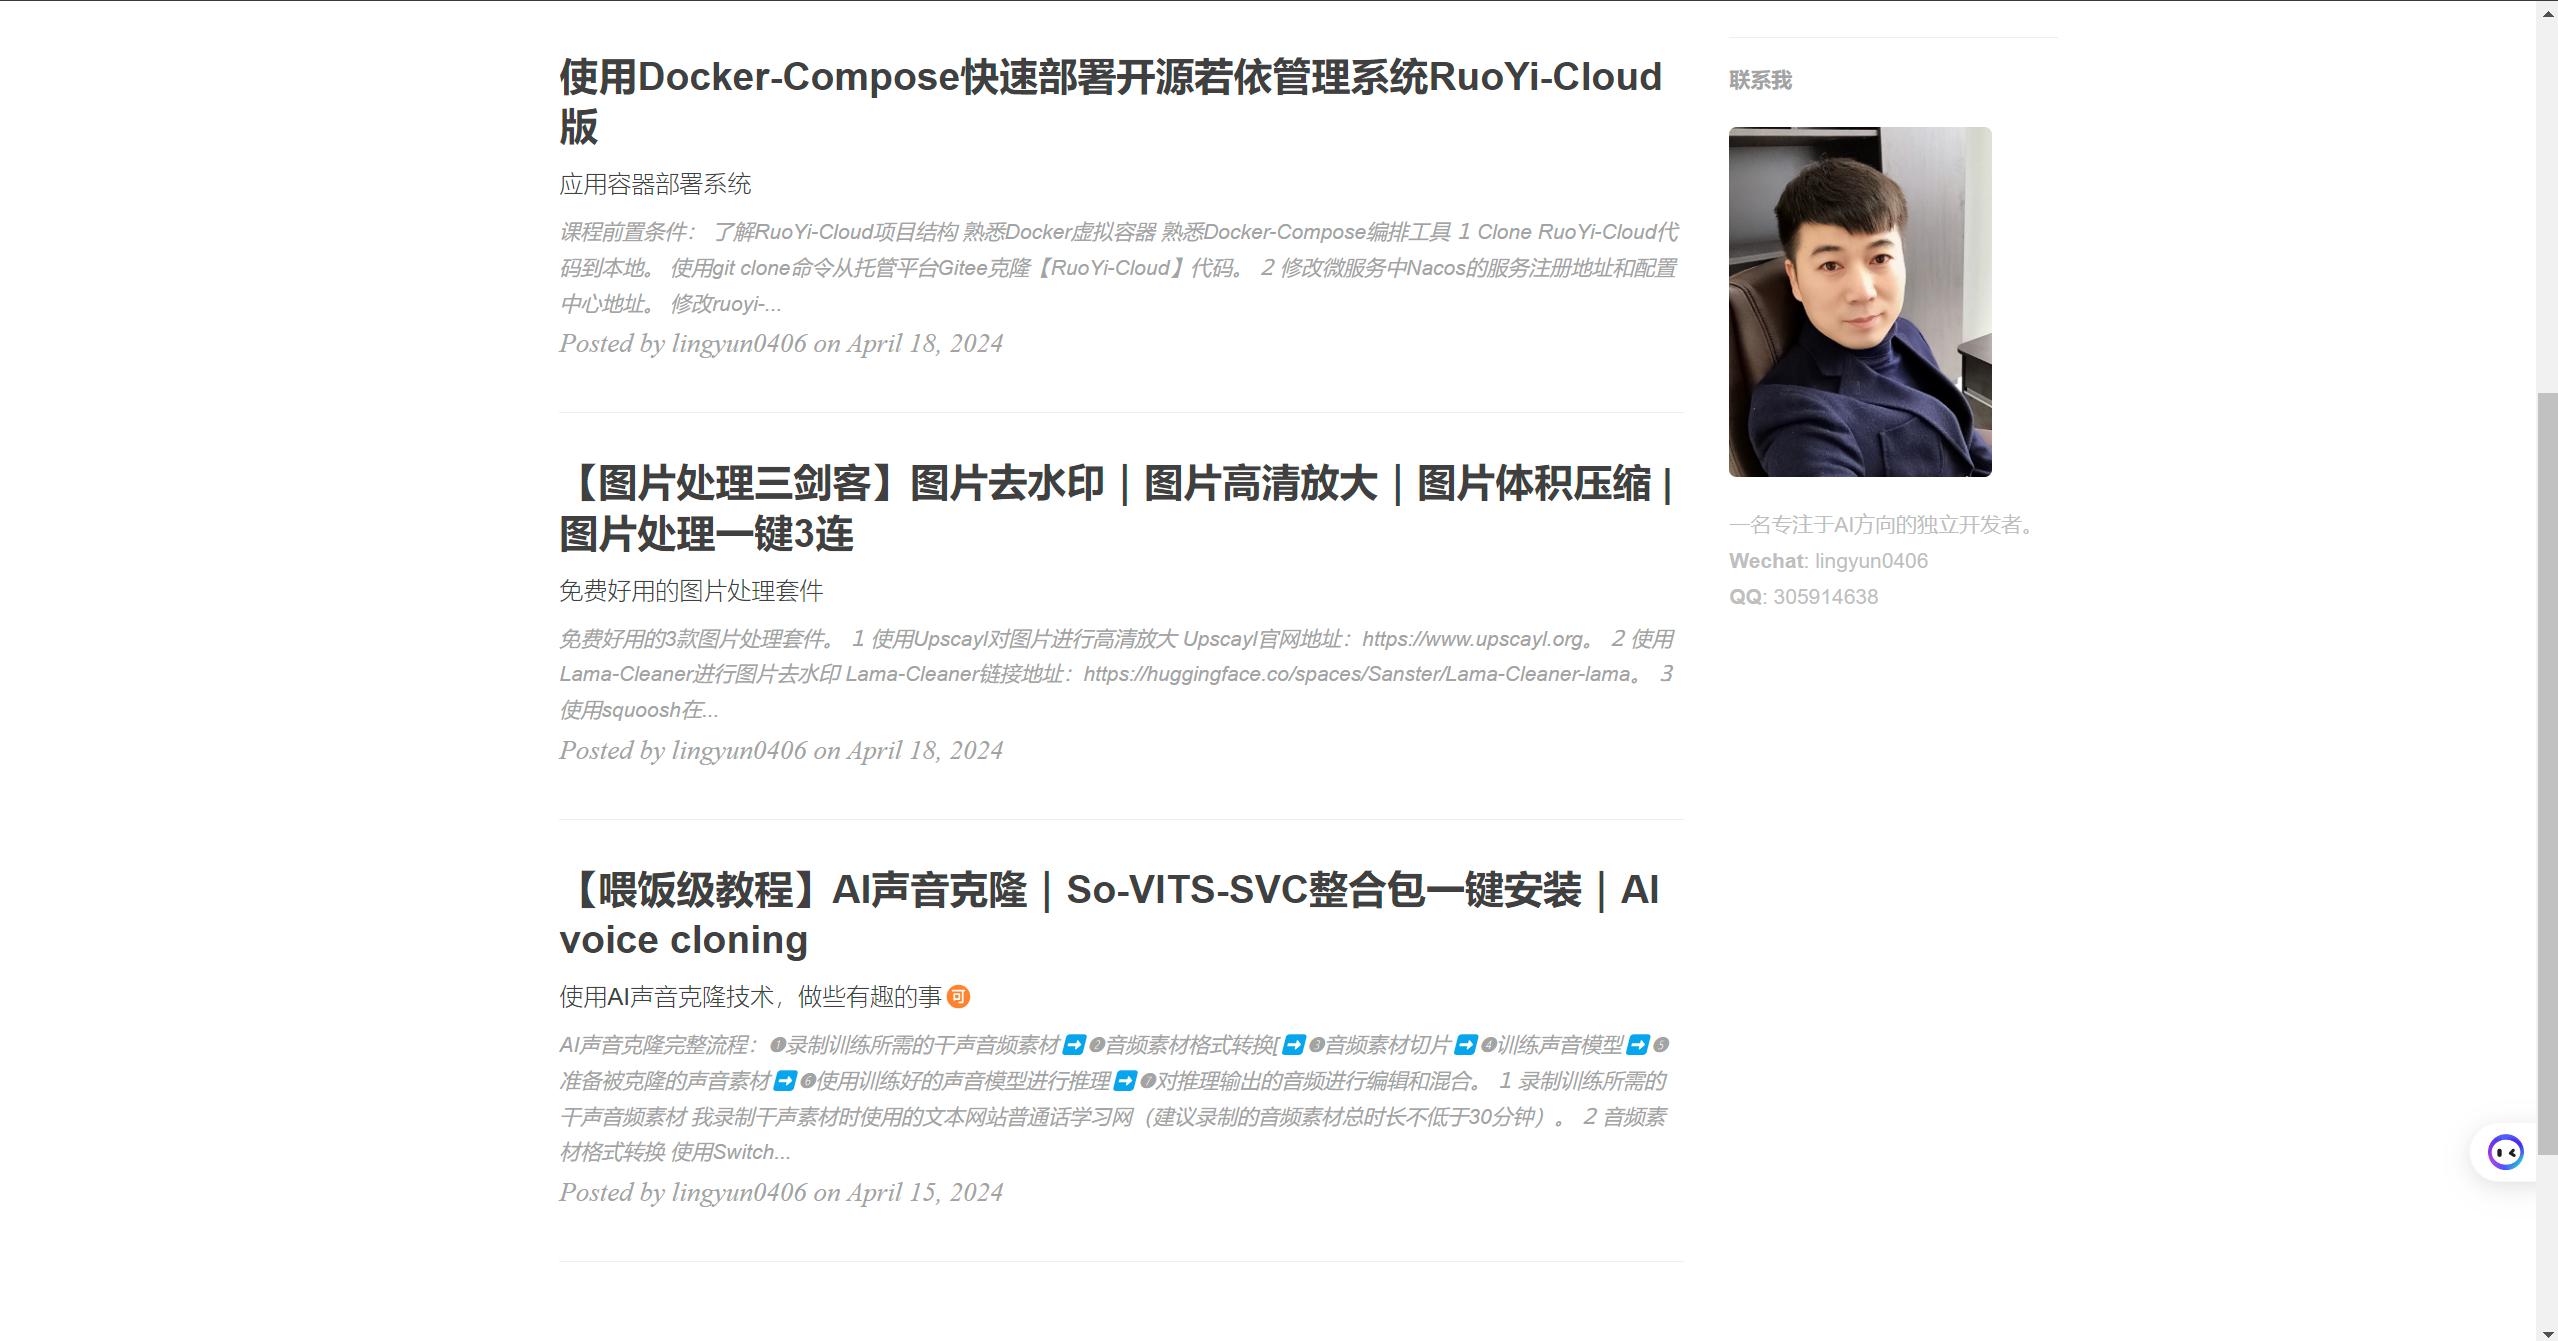 使用Docker-Compose快速部署开源若依管理系统RuoYi-Cloud
版
应用容器部署系统
课程前置条件： 了解RuoYi-Cloud项目结构 熟悉Docker虚拟容器 熟悉Docker-Compose编排工具 1 Clone RuoYi-Cloud代
码到本地。 使用git clone命令从托管平台Gitee克隆【RuoYi-Cloud】代码。 2 修改微服务中Nacos的服务注册地址和配置
中心地址。 修改ruoyi-...
Posted by lingyun0406 on April 18, 2024
【图片处理三剑客】图片去水印｜图片高清放大｜图片体积压缩 |
图片处理一键3连
免费好用的图片处理套件
免费好用的3款图片处理套件。 1 使用Upscayl对图片进行高清放大 Upscayl官网地址：https://www.upscayl.org。 2 使用
Lama-Cleaner进行图片去水印 Lama-Cleaner链接地址：https://huggingface.co/spaces/Sanster/Lama-Cleaner-lama。 3
使用squoosh在...
Posted by lingyun0406 on April 18, 2024
【喂饭级教程】AI声音克隆｜So-VITS-SVC整合包一键安装｜AI
voice cloning
使用AI声音克隆技术，做些有趣的事🉑
AI声音克隆完整流程：❶录制训练所需的干声音频素材➡️❷音频素材格式转换[➡️❸音频素材切片➡️❹训练声音模型➡️❺
准备被克隆的声音素材➡️❻使用训练好的声音模型进行推理➡️❼对推理输出的音频进行编辑和混合。 1 录制训练所需的
干声音频素材 我录制干声素材时使用的文本网站普通话学习网（建议录制的音频素材总时长不低于30分钟）。 2 音频素
材格式转换 使用Switch...
Posted by lingyun0406 on April 15, 2024
联系我
一名专注于AI方向的独立开发者。
Wechat: lingyun0406
QQ: 305914638